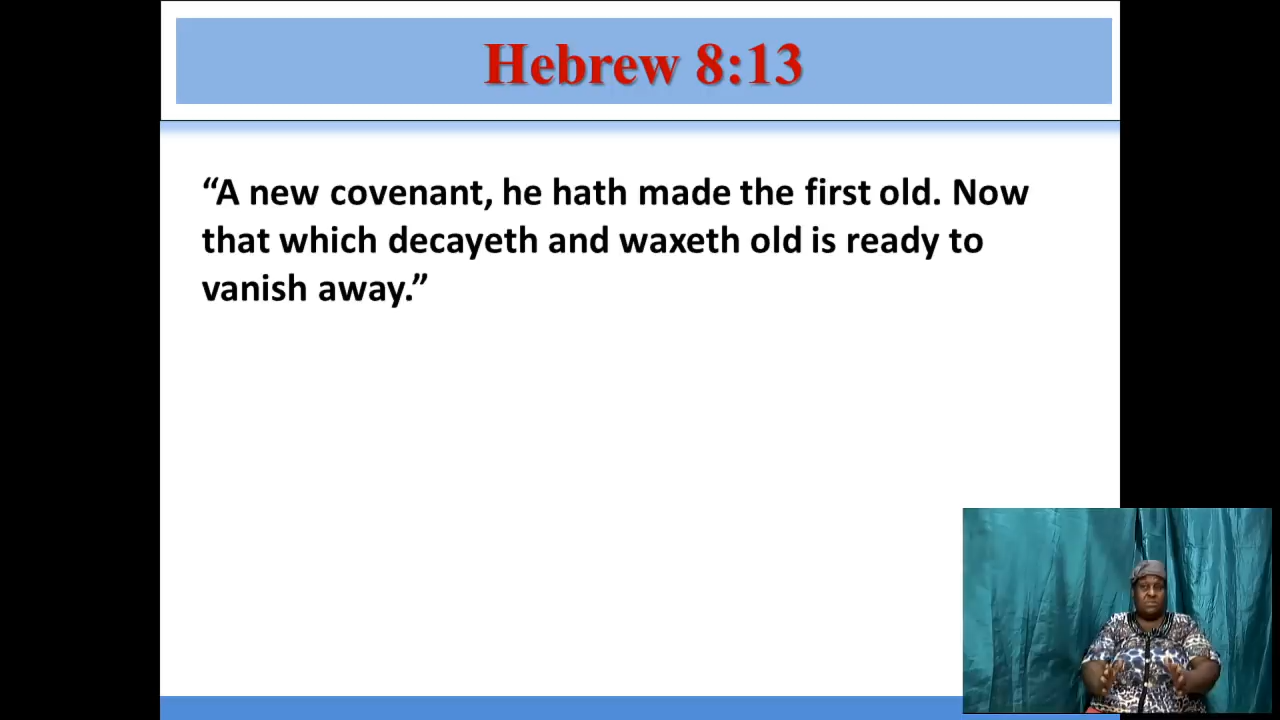 Hebrew 8:13
“A new covenant, he hath made the first old. Now
that which decayeth and waxeth old is ready to
vanish away.”